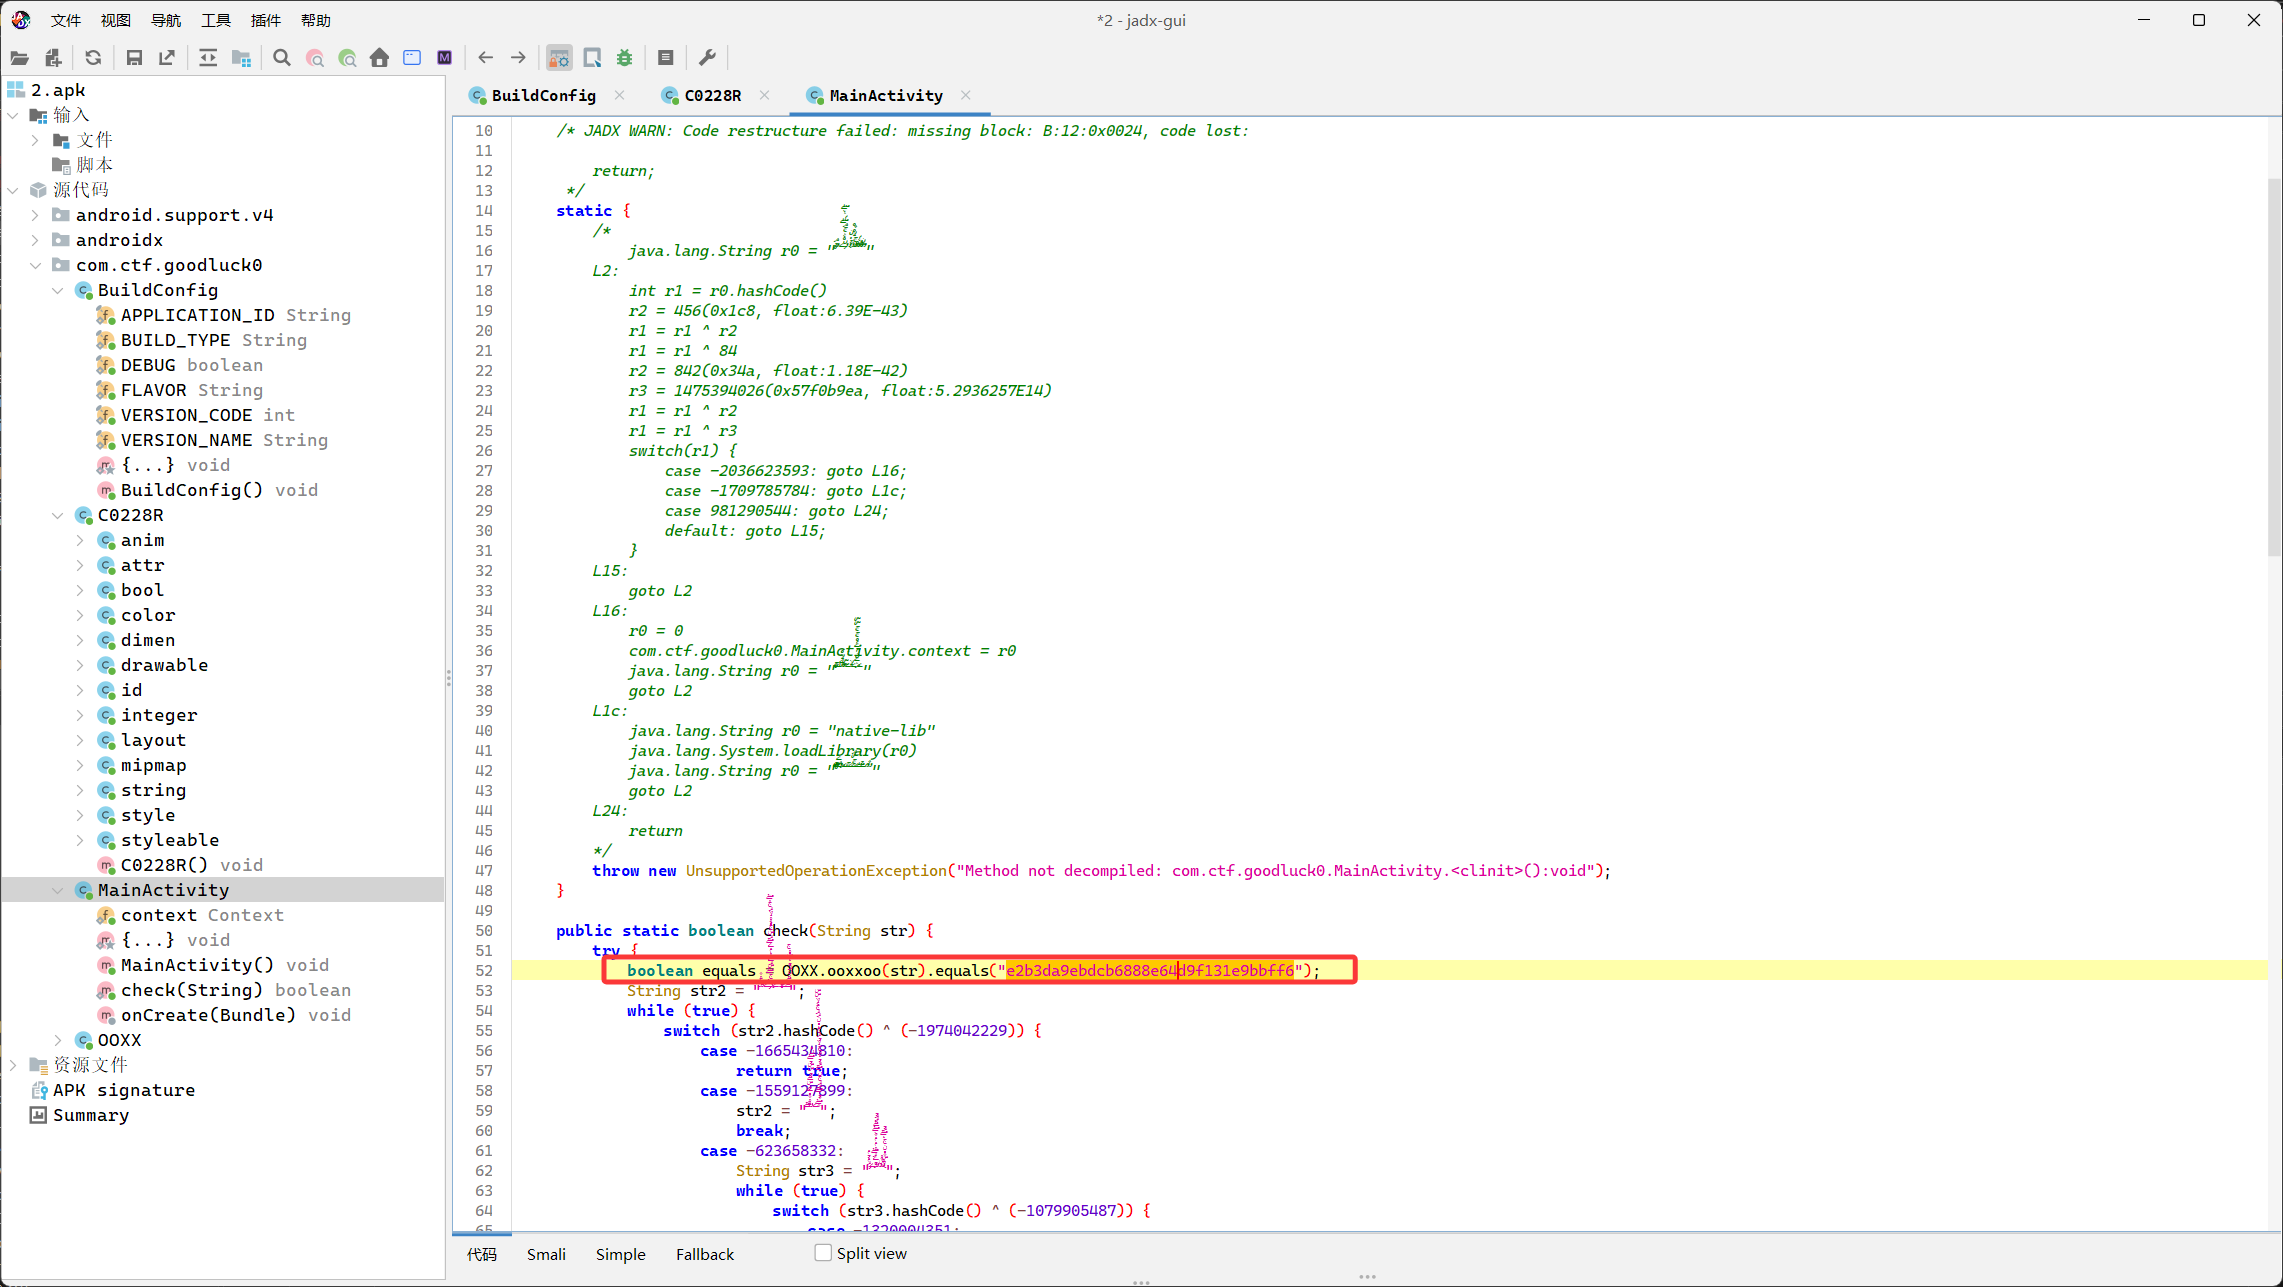 文件 视图 导航 工具 插件 帮助
*2 - jadx-gui
2.apk
输入
文件
脚本
源代码
android.support.v4
androidx
com.ctf.goodluck0
BuildConfig
APPLICATION_ID String
BUILD_TYPE String
DEBUG boolean
FLAVOR String
VERSION_CODE int
VERSION_NAME String
{...} void
BuildConfig() void
C0228R
anim
attr
bool
color
dimen
drawable
id
integer
layout
mipmap
string
style
styleable
C0228R() void
MainActivity
context Context
{...} void
MainActivity() void
check(String) boolean
onCreate(Bundle) void
OOXX
资源文件
APK signature
Summary
BuildConfig C0228R MainActivity
10 /* JADX WARN: Code restructure failed: missing block: B:12:0x0024, code lost:
11
12 return;
13 */
14 static {
15 /*
16 java.lang.String r0 = ""
17 L2:
18 int r1 = r0.hashCode()
19 r2 = 456(0x1c8, float:6.39E-43)
20 r1 = r1 ^ r2
21 r1 = r1 ^ 84
22 r2 = 842(0x34a, float:1.18E-42)
23 r3 = 1475394026(0x57f0b9ea, float:5.2936257E14)
24 r1 = r1 ^ r2
25 r1 = r1 ^ r3
26 switch(r1) {
27 case -2036623593: goto L16;
28 case -1709785784: goto L1c;
29 case 981290544: goto L24;
30 default: goto L15;
31 }
32 L15:
33 goto L2
34 L16:
35 r0 = 0
36 com.ctf.goodluck0.MainActivity.context = r0
37 java.lang.String r0 = ""
38 goto L2
39 L1c:
40 java.lang.String r0 = "native-lib"
41 java.lang.System.loadLibrary(r0)
42 java.lang.String r0 = ""
43 goto L2
44 L24:
45 return
46 */
47 throw new UnsupportedOperationException("Method not decompiled: com.ctf.goodluck0.MainActivity.<clinit>():void");
48 }
49
50 public static boolean check(String str) {
51 try {
52 boolean equals = OOXX.ooxxoo(str).equals("e2b3da9ebdcb6888e64d9f131e9bbff6");
53 String str2 = "";
54 while (true) {
55 switch (str2.hashCode() ^ (-1974042229)) {
56 case -1665434810:
57 return true;
58 case -1559127899:
59 str2 = "";
60 break;
61 case -623658332:
62 String str3 = "";
63 while (true) {
64 switch (str3.hashCode() ^ (-1079905487)) {
65 case -1320004351:
代码 Smali Simple Fallback Split view